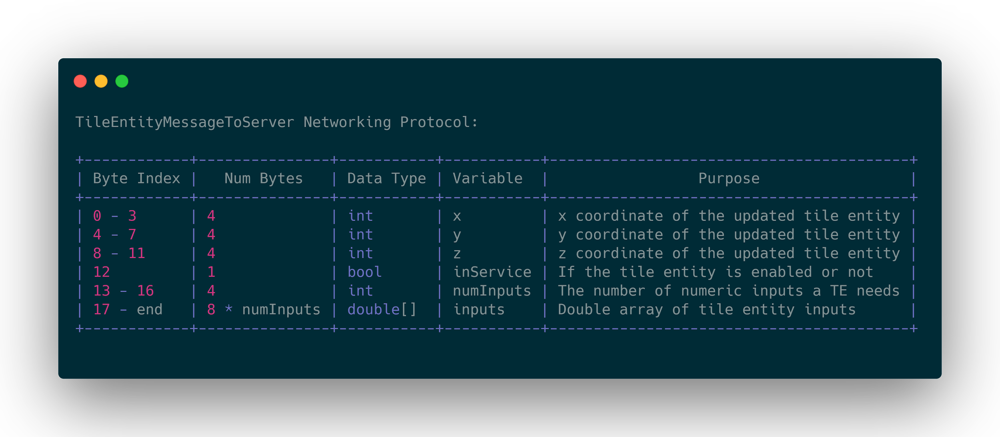 TileEntityMessageToServer Networking Protocol:
+------------+---------------+-----------+-----------+-----------------------------------------+
| Byte Index |   Num Bytes   | Data Type | Variable  |                 Purpose                 |
+------------+---------------+-----------+-----------+-----------------------------------------+
| 0 - 3      | 4             | int       | x         | x coordinate of the updated tile entity |
| 4 - 7      | 4             | int       | y         | y coordinate of the updated tile entity |
| 8 - 11     | 4             | int       | z         | z coordinate of the updated tile entity |
| 12         | 1             | bool      | inService | If the tile entity is enabled or not    |
| 13 - 16    | 4             | int       | numInputs | The number of numeric inputs a TE needs |
| 17 - end   | 8 * numInputs | double[]  | inputs    | Double array of tile entity inputs      |
+------------+---------------+-----------+-----------+-----------------------------------------+